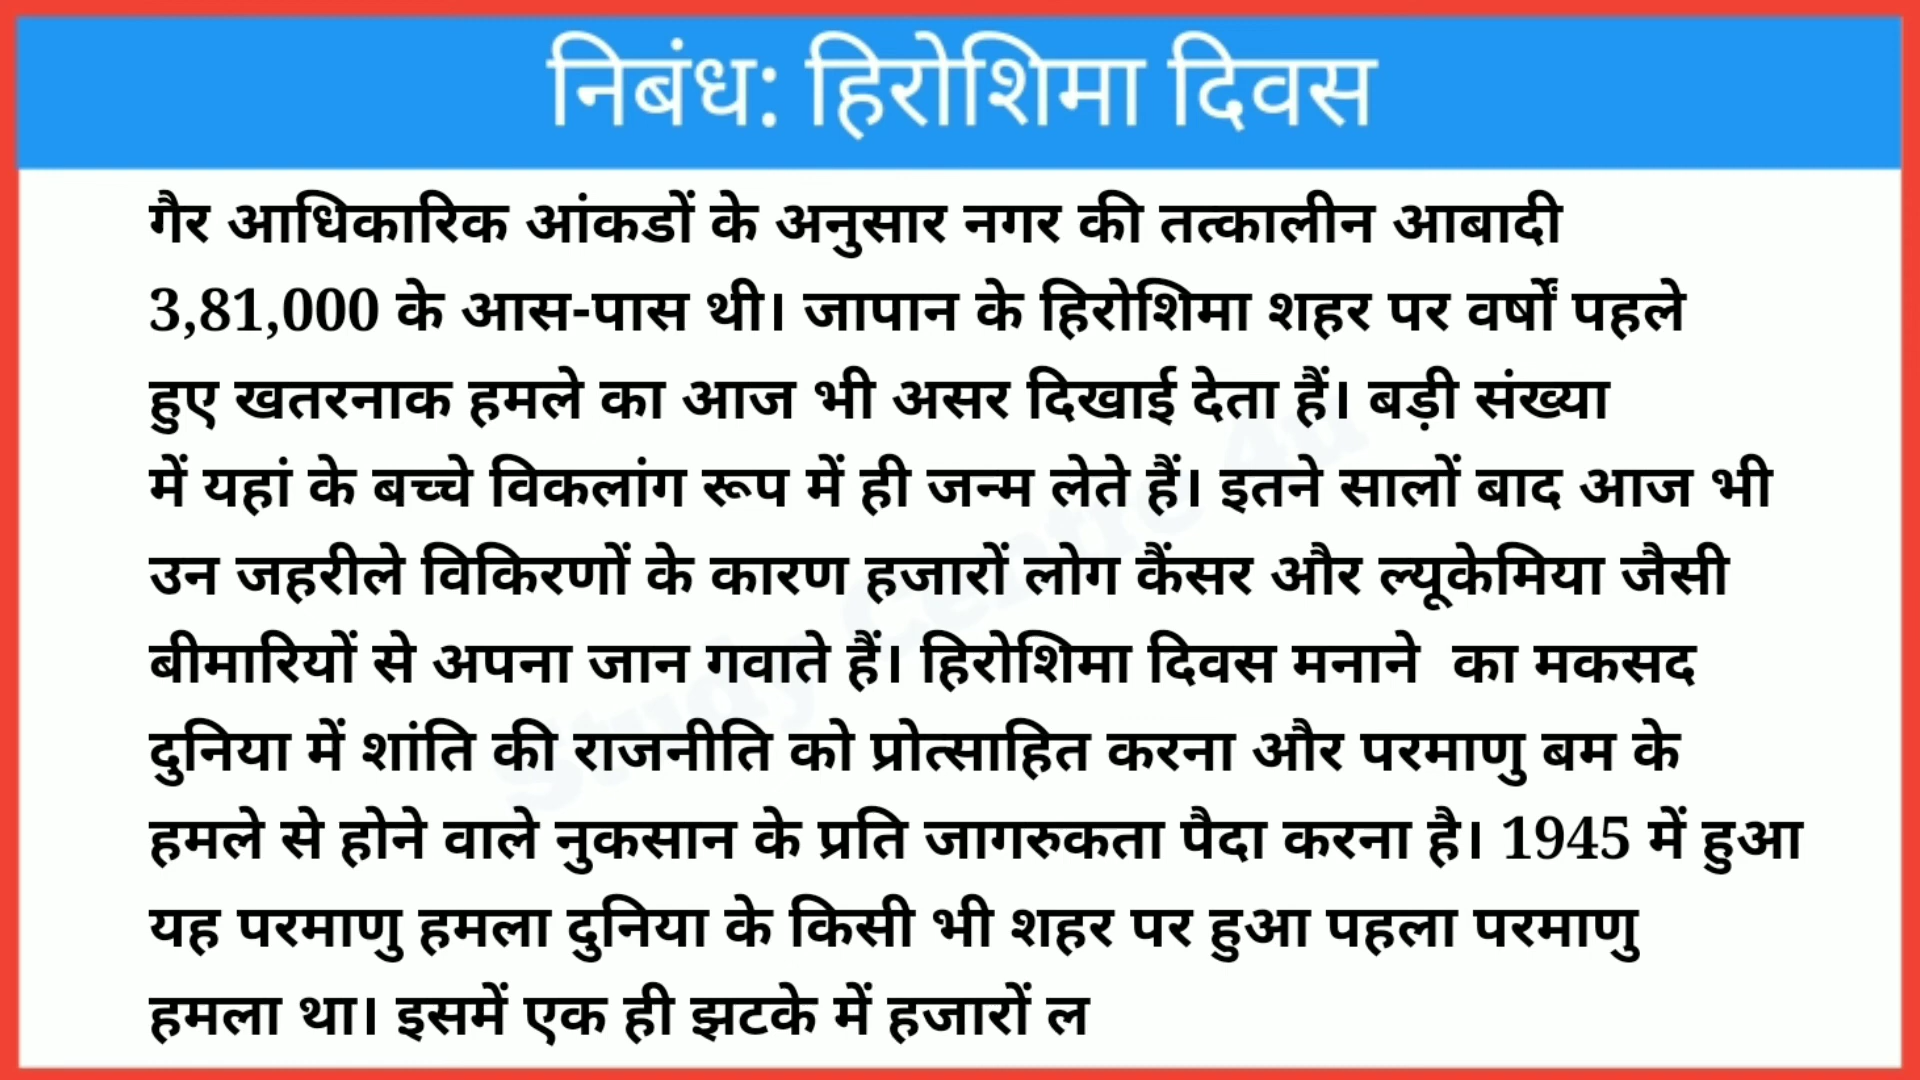 निबंध: हिरोशिमा दिवस
गैर आधिकारिक आंकडों के अनुसार नगर की तत्कालीन आबादी
3,81,000 के आस-पास थी। जापान के हिरोशिमा शहर पर वर्षों पहले
हुए खतरनाक हमले का आज भी असर दिखाई देता हैं। बड़ी संख्या
में यहां के बच्चे विकलांग रूप में ही जन्म लेते हैं। इतने सालों बाद आज भी
उन जहरीले विकिरणों के कारण हजारों लोग कैंसर और ल्यूकेमिया जैसी
बीमारियों से अपना जान गवाते हैं। हिरोशिमा दिवस मनाने का मकसद
दुनिया में शांति की राजनीति को प्रोत्साहित करना और परमाणु बम के
हमले से होने वाले नुकसान के प्रति जागरुकता पैदा करना है। 1945 में हुआ
यह परमाणु हमला दुनिया के किसी भी शहर पर हुआ पहला परमाणु
हमला था। इसमें एक ही झटके में हजारों ल
Study Centre 4u